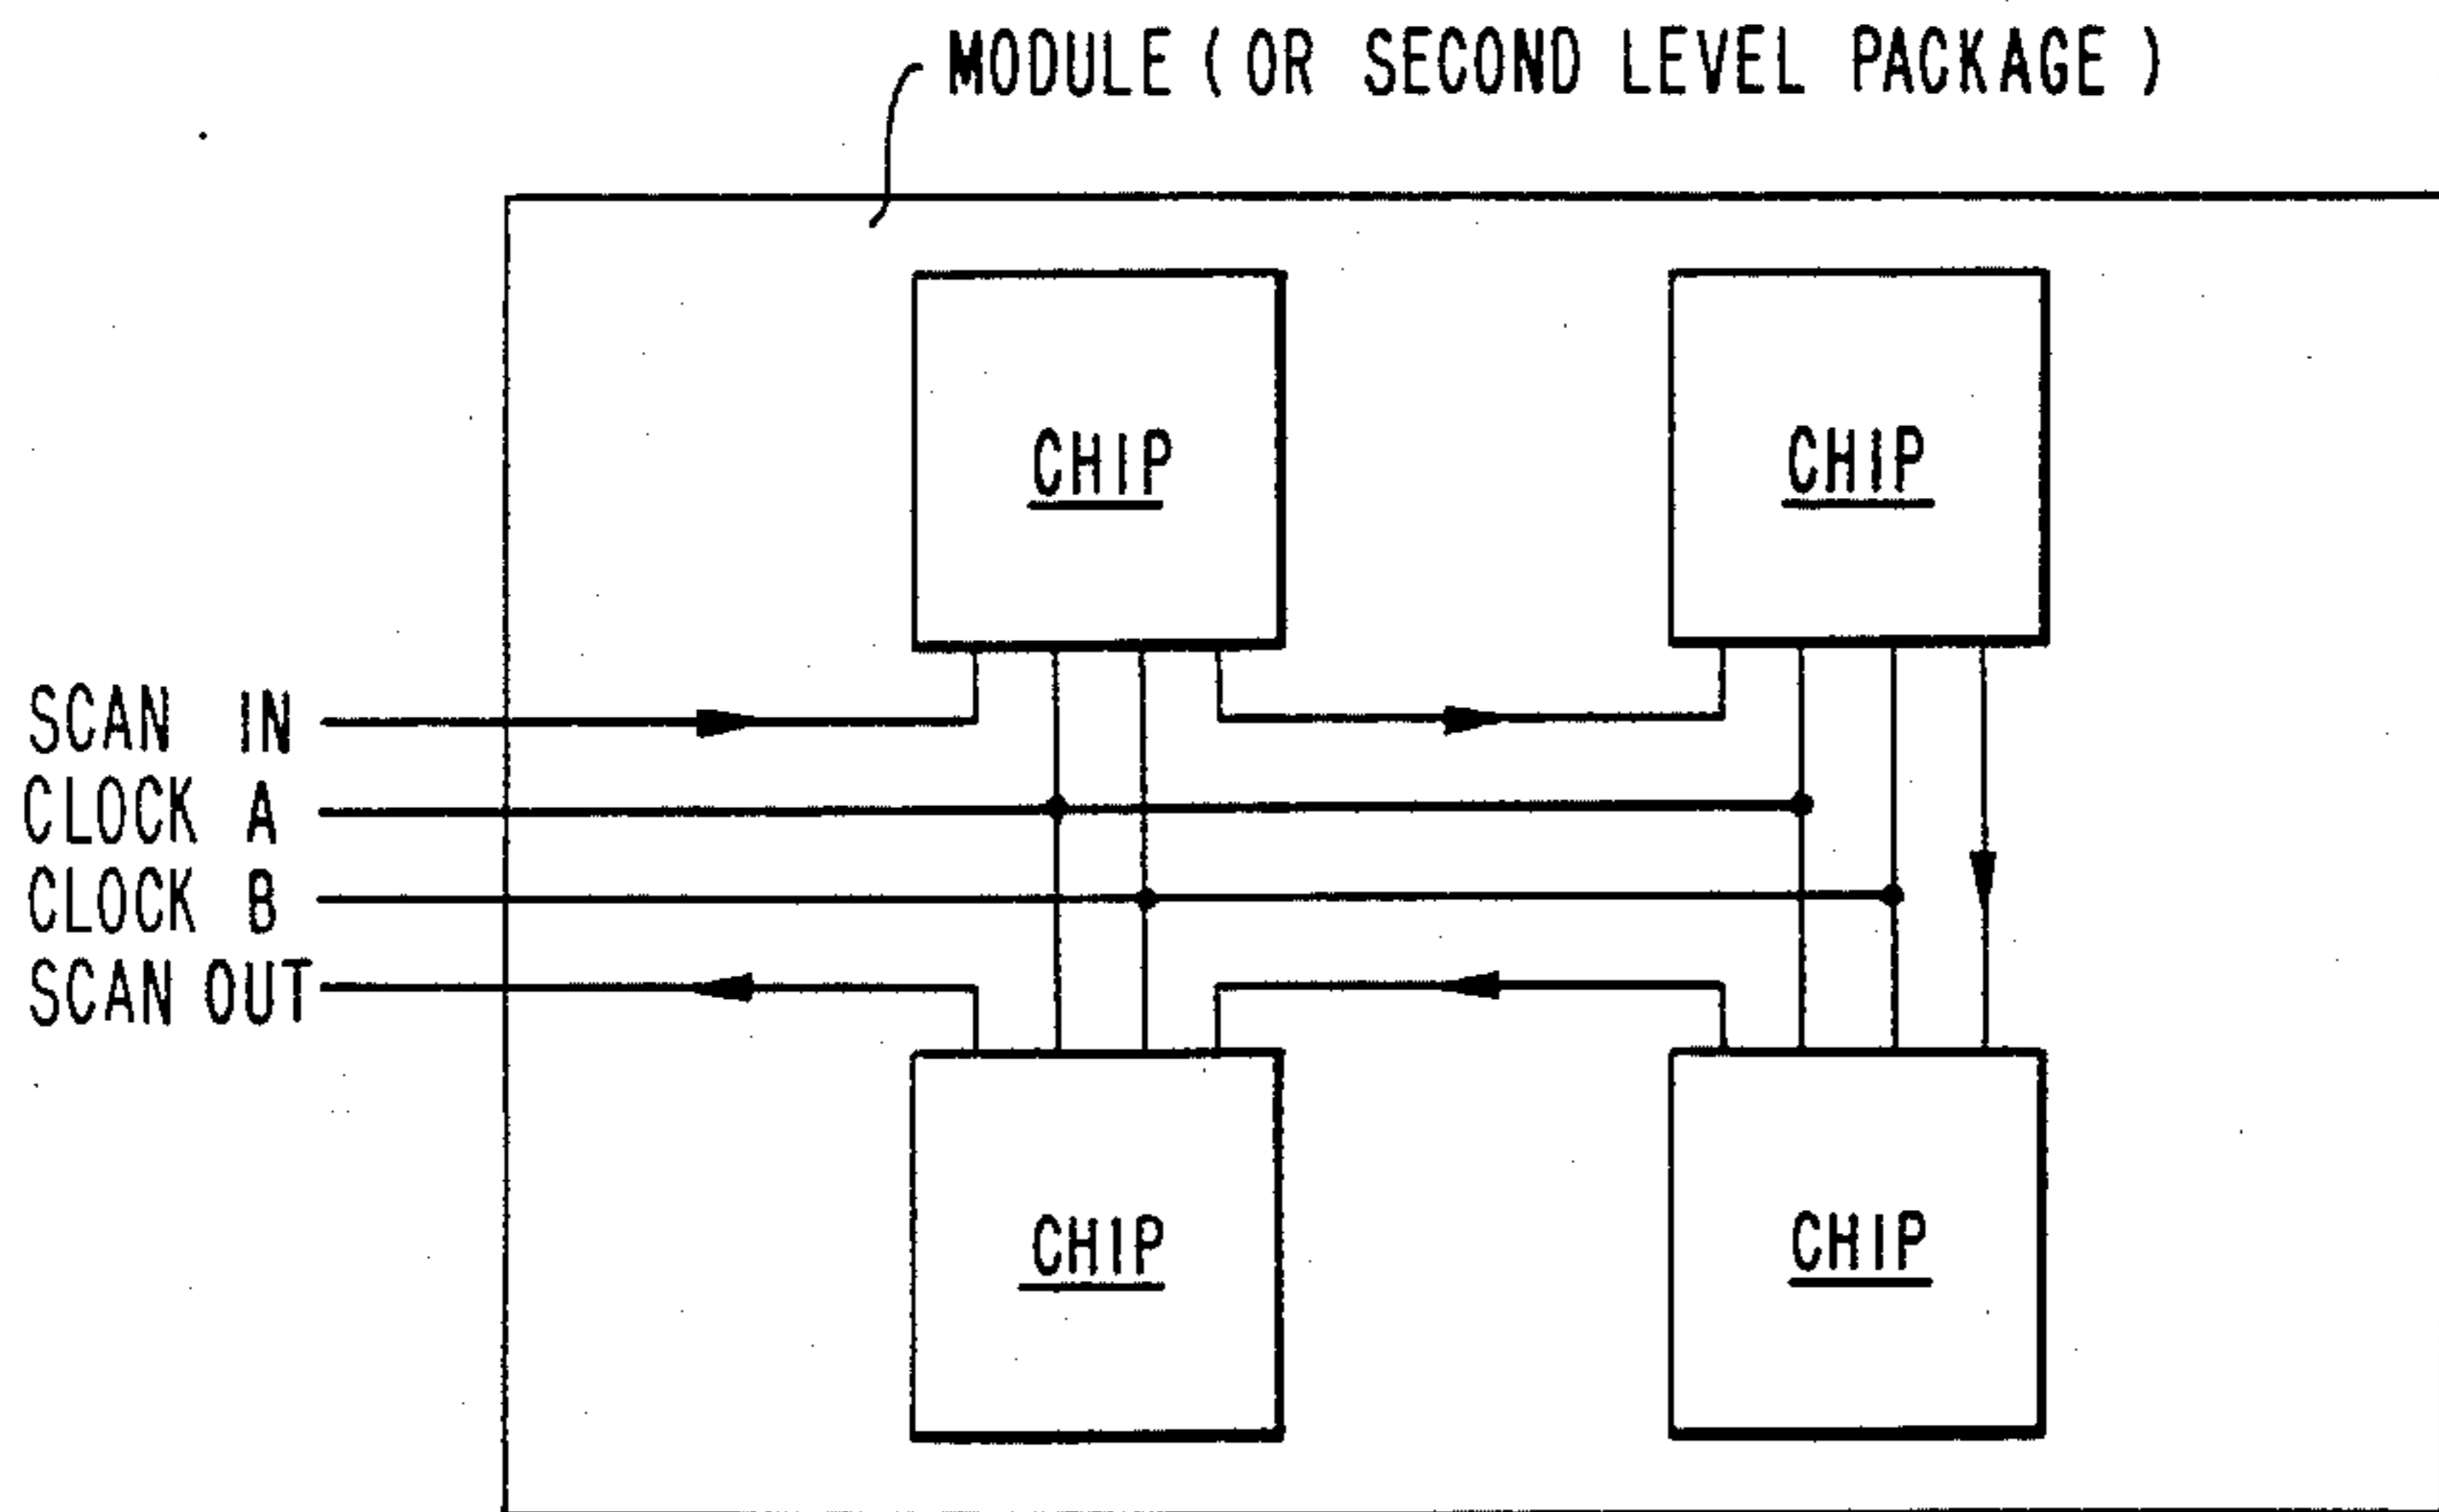 MODULE ( OR SECOND LEVEL PACKAGE )
CHIP
CHIP
SCAN IN
CLOCK A
CLOCK B
SCAN OUT
CHIP
CHIP